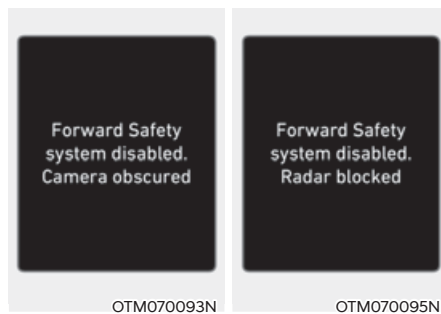 Forward Safety
system disabled.
Camera obscured
OTM070093N
Forward Safety
system disabled.
Radar blocked
OTM070095N